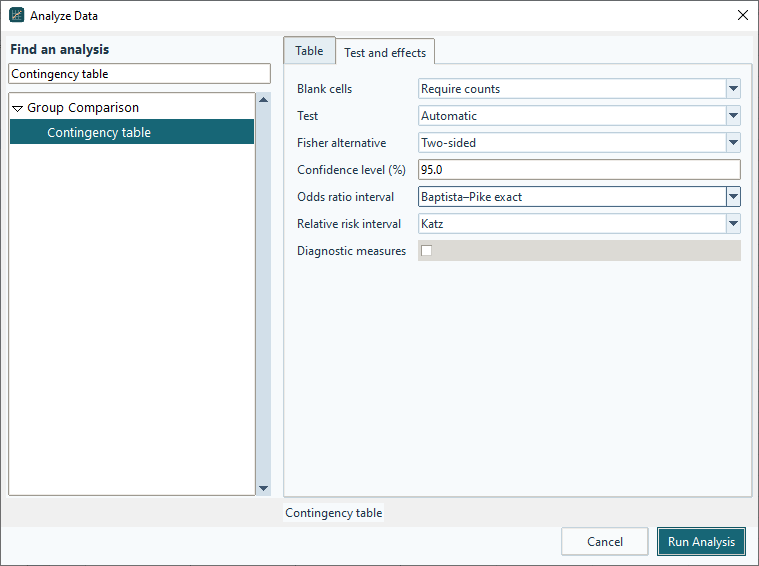 Analyze Data
Find an analysis
Contingency table
Group Comparison
Contingency table
Table
Test and effects
Blank cells
Require counts
Test
Automatic
Fisher alternative
Two-sided
Confidence level (%)
95.0
Odds ratio interval
Baptista–Pike exact
Relative risk interval
Katz
Diagnostic measures
Contingency table
Cancel
Run Analysis